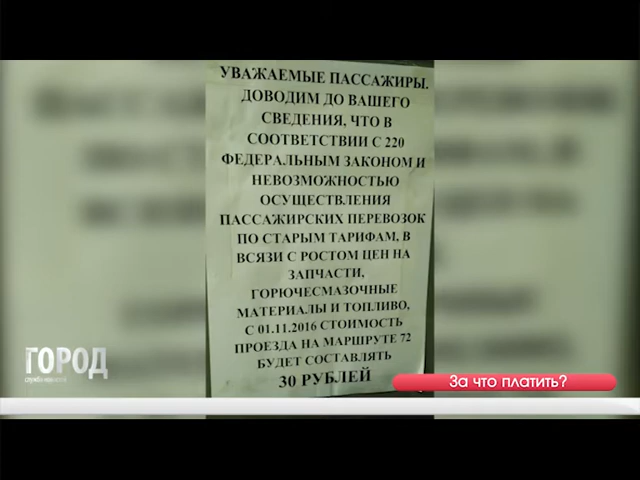 УВАЖАЕМЫЕ ПАССАЖИРЫ.
ДОВОДИМ ДО ВАШЕГО
СВЕДЕНИЯ, ЧТО В
СООТВЕТСТВИИ С 220
ФЕДЕРАЛЬНЫМ ЗАКОНОМ И
НЕВОЗМОЖНОСТЬЮ
ОСУЩЕСТВЛЕНИЯ
ПАССАЖИРСКИХ ПЕРЕВОЗОК
ПО СТАРЫМ ТАРИФАМ, В
ВСЯЗИ С РОСТОМ ЦЕН НА
ЗАПЧАСТИ,
ГОРЮЧЕСМАЗОЧНЫЕ
МАТЕРИАЛЫ И ТОПЛИВО,
С 01.11.2016 СТОИМОСТЬ
ПРОЕЗДА НА МАРШРУТЕ 72
БУДЕТ СОСТАВЛЯТЬ
30 РУБЛЕЙ
ГОРОД
За что платить?